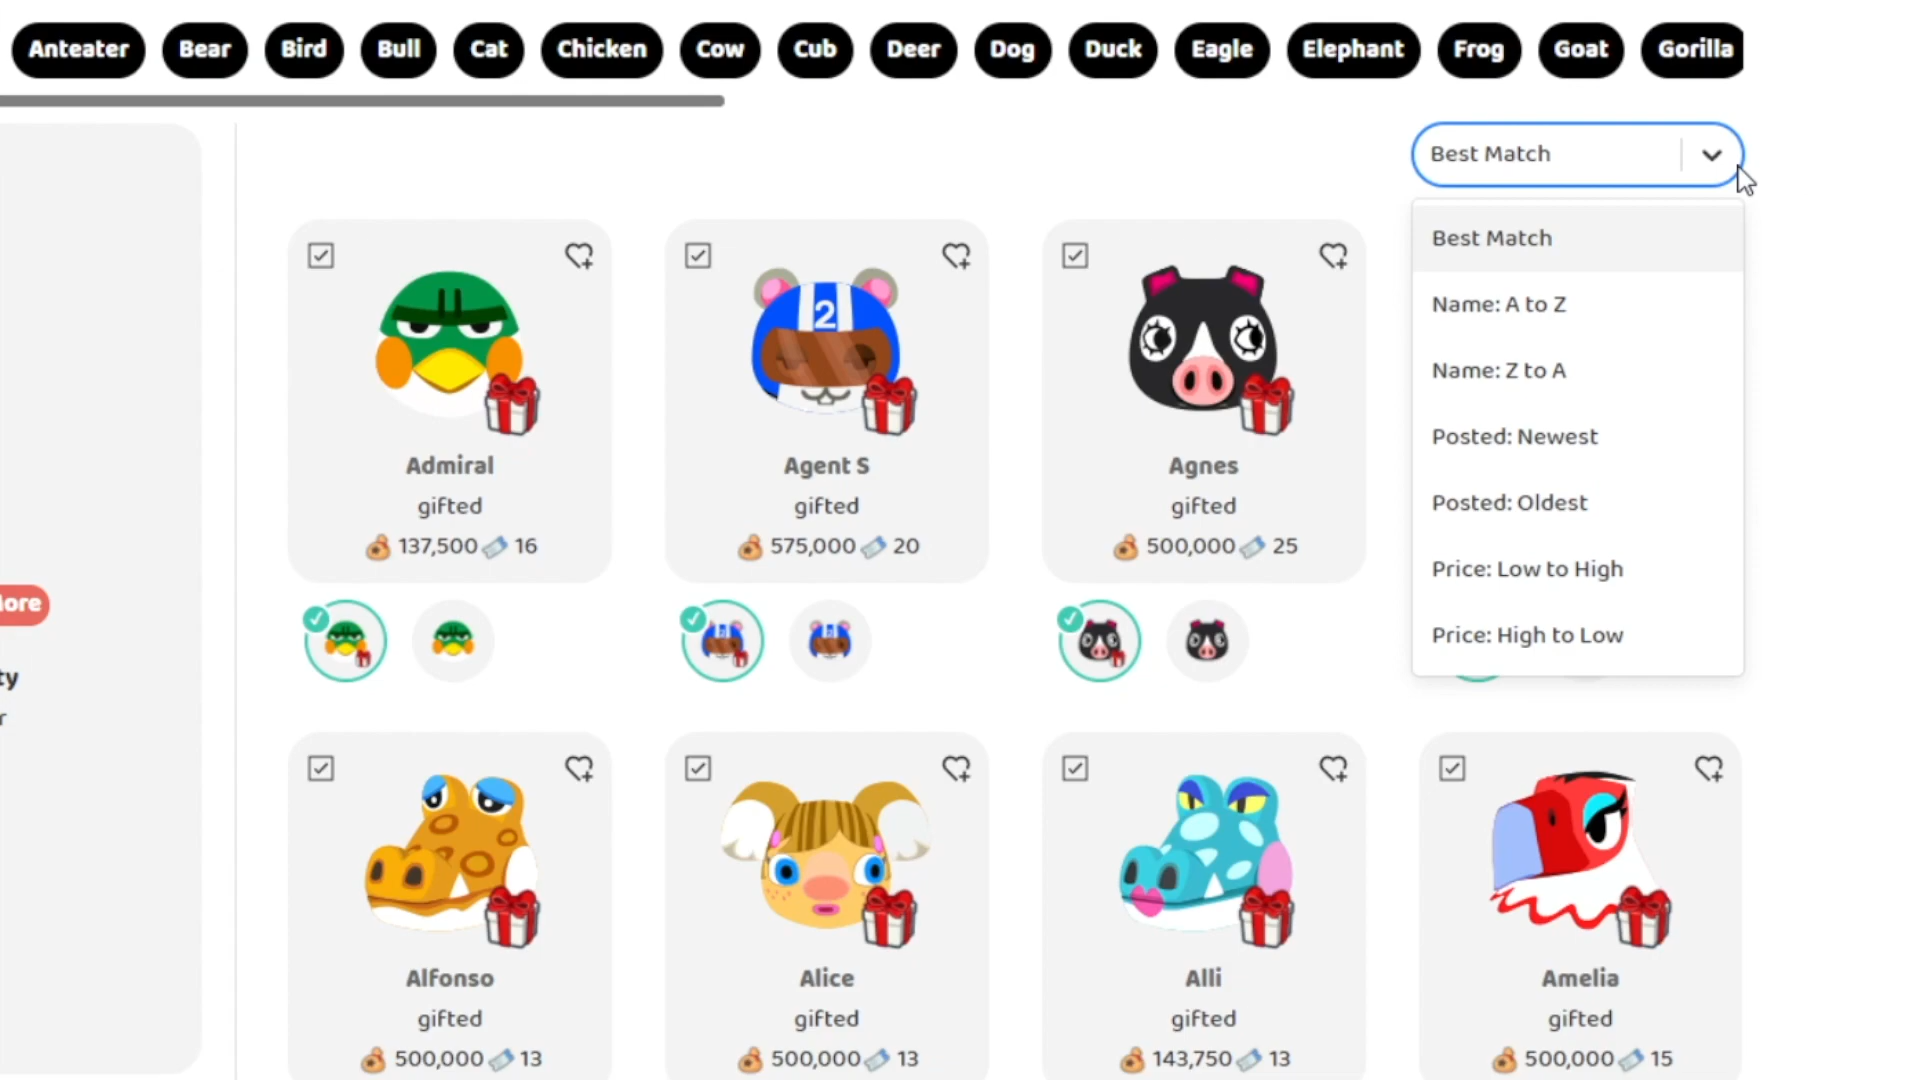 Anteater Bear Bird Bull Cat Chicken Cow Cub Deer Dog Duck Eagle Elephant Frog Goat Gorilla
Best Match
Best Match
Name: A to Z
Name: Z to A
Posted: Newest
Posted: Oldest
Price: Low to High
Price: High to Low
2
Admiral
gifted
137,500 16
Agent S
gifted
575,000 20
Agnes
gifted
500,000 25
Alfonso
gifted
500,000 13
Alice
gifted
500,000 13
Alli
gifted
143,750 13
Amelia
gifted
500,000 15